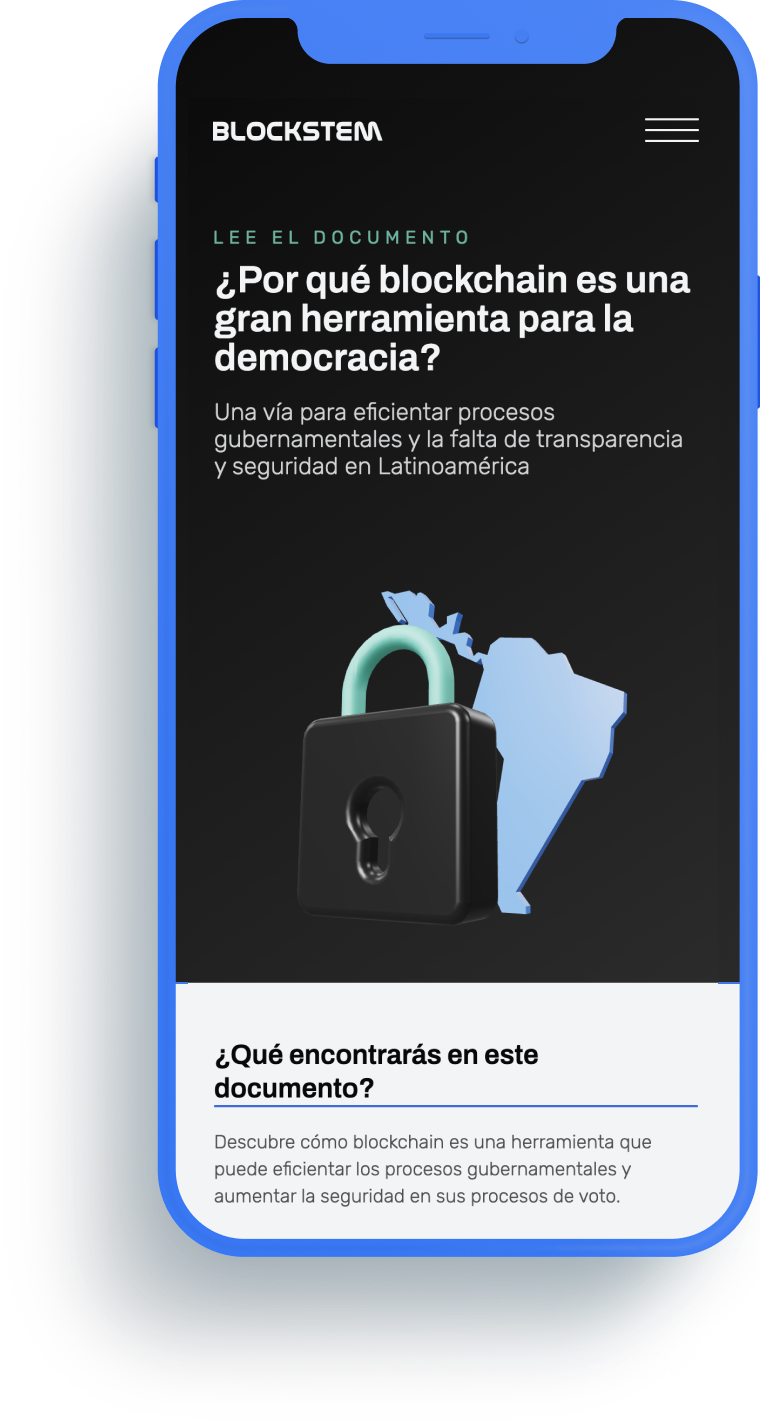 BLOCKSTEM
LEE EL DOCUMENTO
¿Por qué blockchain es una
gran herramienta para la
democracia?
Una vía para eficientar procesos
gubernamentales y la falta de transparencia
y seguridad en Latinoamérica
¿Qué encontrarás en este
documento?
Descubre cómo blockchain es una herramienta que
puede eficientar los procesos gubernamentales y
aumentar la seguridad en sus procesos de voto.